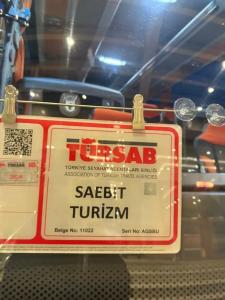 TÜRSAB
TÜRKİYE SEYAHAT ACENTALARI BİRLİĞİ
ASSOCIATION OF TURKISH TRAVEL AGENCIES
SAEBİT
TURİZM
Belge No: 11022
Seri No: